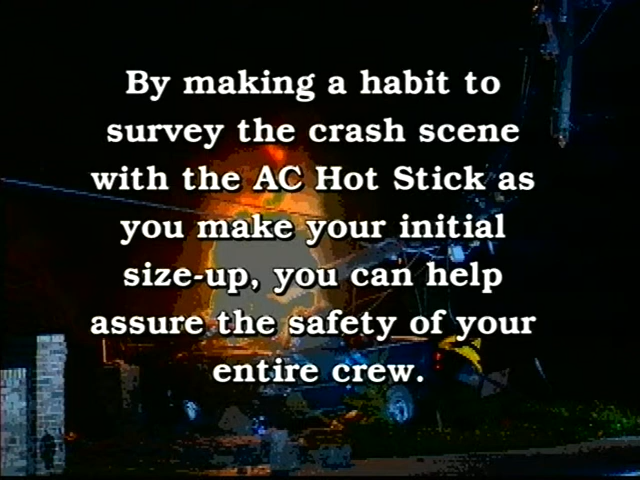 By making a habit to
survey the crash scene
with the AC Hot Stick as
you make your initial
size-up, you can help
assure the safety of your
entire crew.